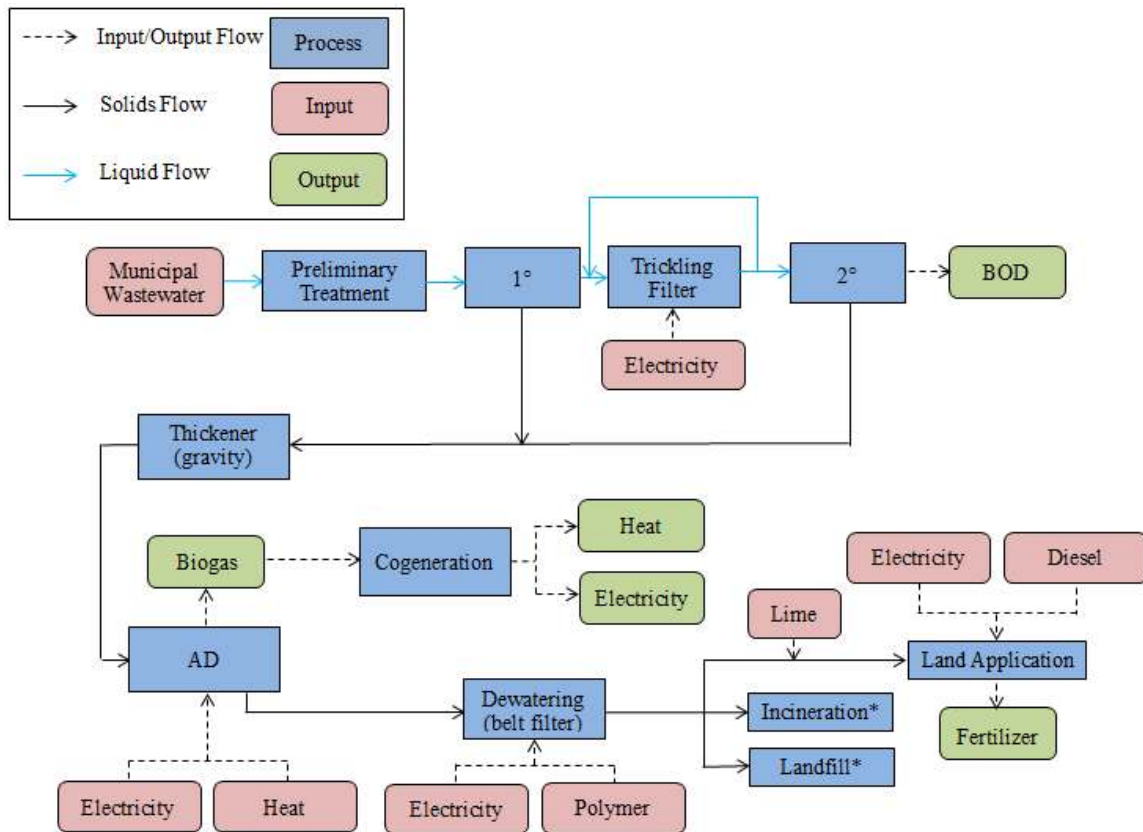 Input/Output Flow
Process
Solids Flow
Input
Liquid Flow
Output
Municipal
Wastewater
Preliminary
Treatment
1°
Trickling
Filter
2°
BOD
Electricity
Thickener
(gravity)
Heat
Biogas
Cogeneration
Electricity
Electricity
Diesel
Lime
AD
Land Application
Dewatering
(belt filter)
Incineration*
Fertilizer
Landfill*
Electricity
Heat
Electricity
Polymer